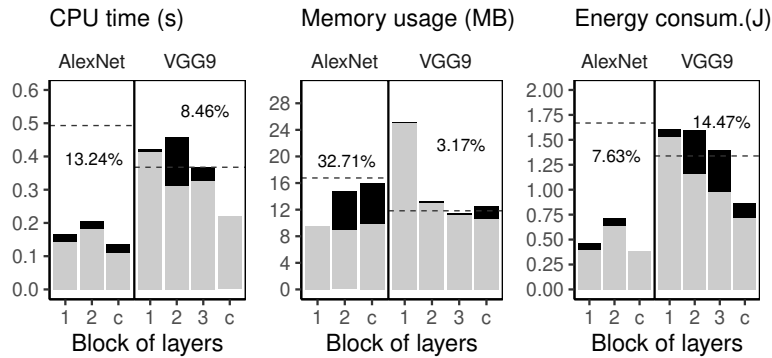 CPU time (s)
Memory usage (MB)
Energy consum.(J)
AlexNet VGG9
AlexNet VGG9
AlexNet VGG9
0.6
0.5
0.4
0.3
0.2
0.1
0.0
8.46%
13.24%
1 2 c 1 2 3 c
Block of layers
28
24
20
16
12
8
4
0
32.71%
3.17%
1 2 c 1 2 3 c
Block of layers
2.00
1.75
1.50
1.25
1.00
0.75
0.50
0.25
0.00
14.47%
7.63%
1 2 c 1 2 3 c
Block of layers